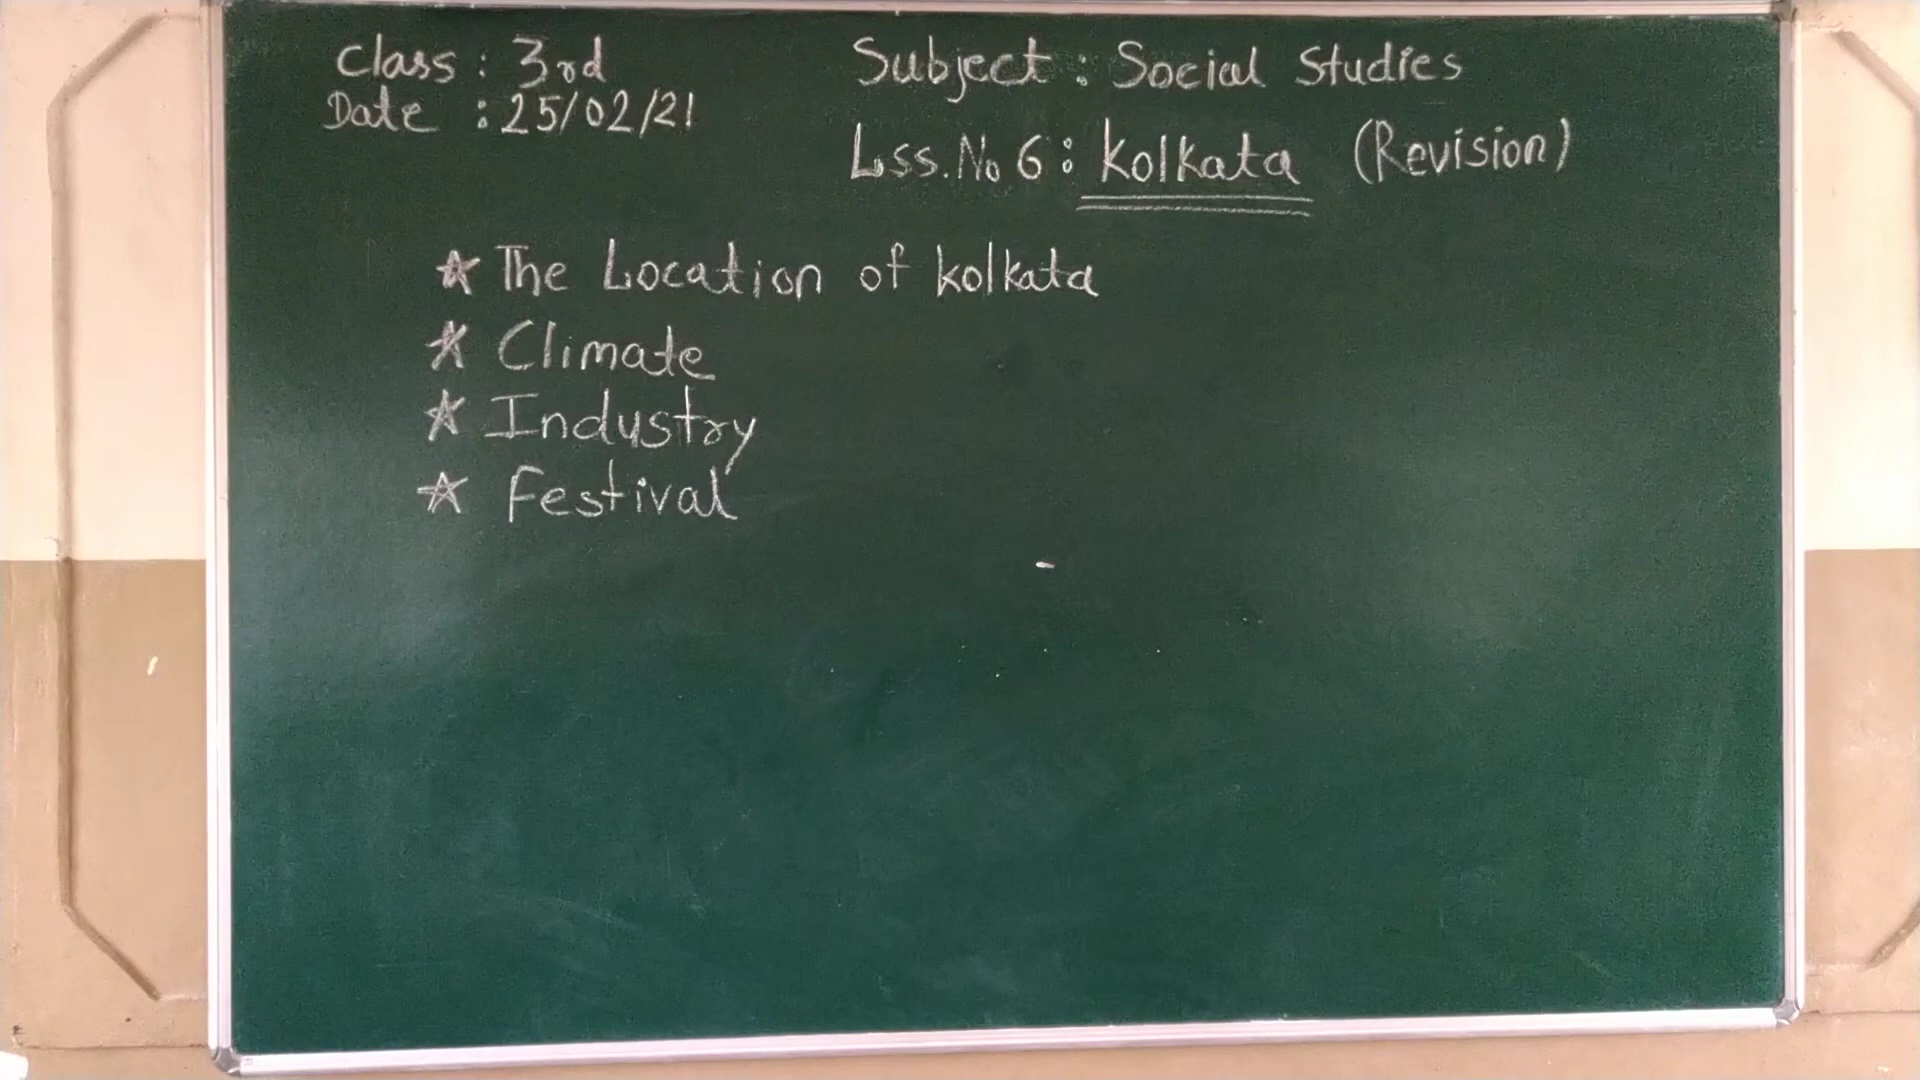 Class : 3rd
Date : 25/02/21
Subject : Social Studies
Lss. No 6 : Kolkata (Revision)
☆ The Location of kolkata
☆ Climate
☆ Industry
☆ Festival